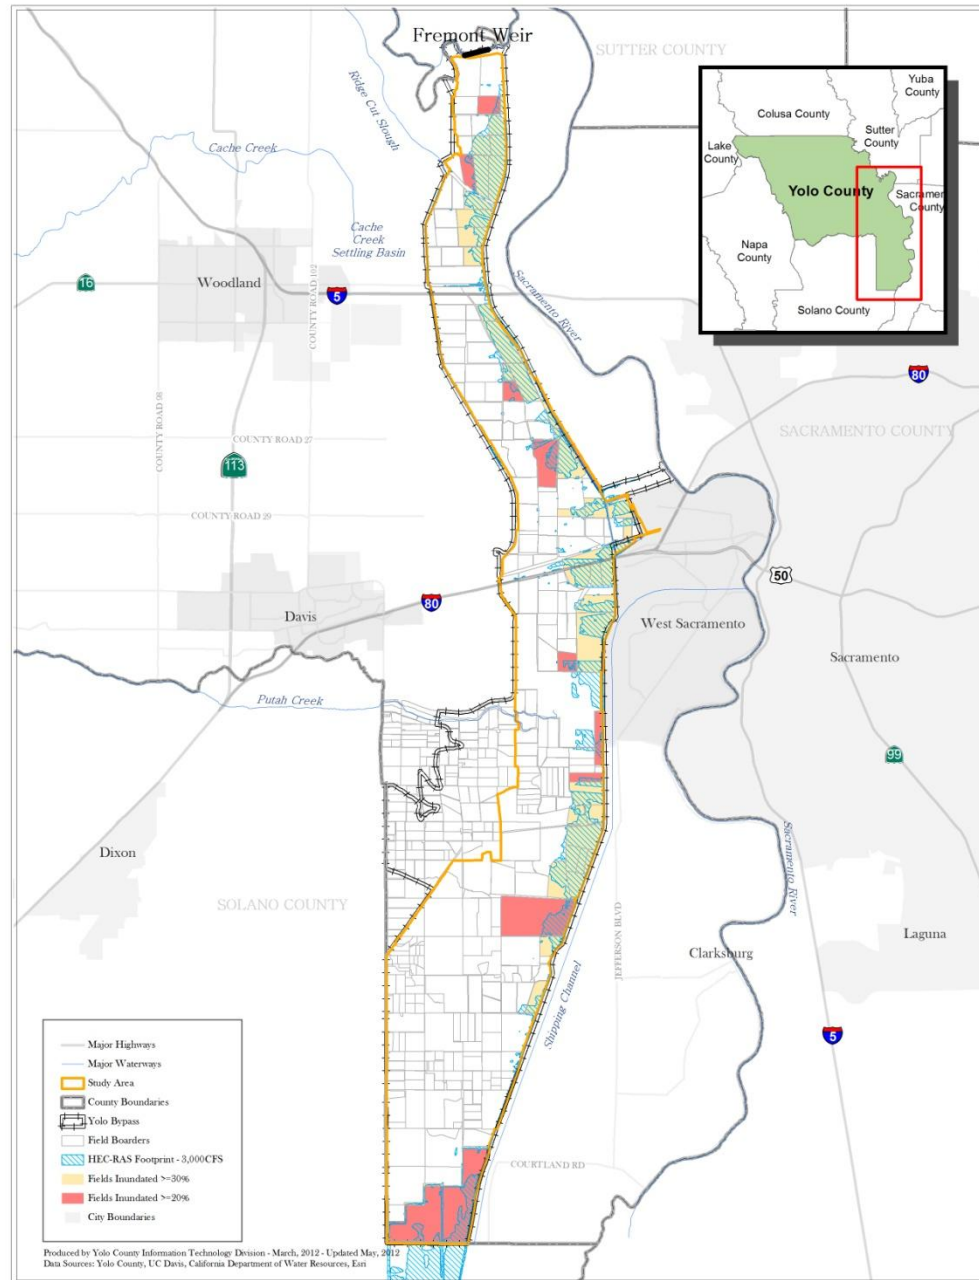 Fremont Weir
SUTTER COUNTY
Ridge Cut Slough
Cache Creek
Cache
Creek
Settling Basin
Woodland
16
5
COUNTY ROAD 102
Sacramento River
Yuba
County
Colusa County
Sutter
County
Lake
County
Yolo County
Sacramen
County
Napa
County
Solano County
80
SACRAMENTO COUNTY
COUNTY ROAD 98
COUNTY ROAD 27
113
COUNTY ROAD 29
50
Davis
80
West Sacramento
Sacramento
Putah Creek
99
Dixon
Sacramento River
SOLANO COUNTY
JEFFERSON BLVD
Clarksburg
Laguna
Shipping Channel
5
COURTLAND RD
Major Highways
Major Waterways
Study Area
County Boundaries
Yolo Bypass
Field Boarders
HEC-RAS Footprint - 3,000CFS
Fields Inundated >=30%
Fields Inundated >=20%
City Boundaries
Produced by Yolo County Information Technology Division - March, 2012 - Updated May, 2012
Data Sources: Yolo County, UC Davis, California Department of Water Resources, Esri